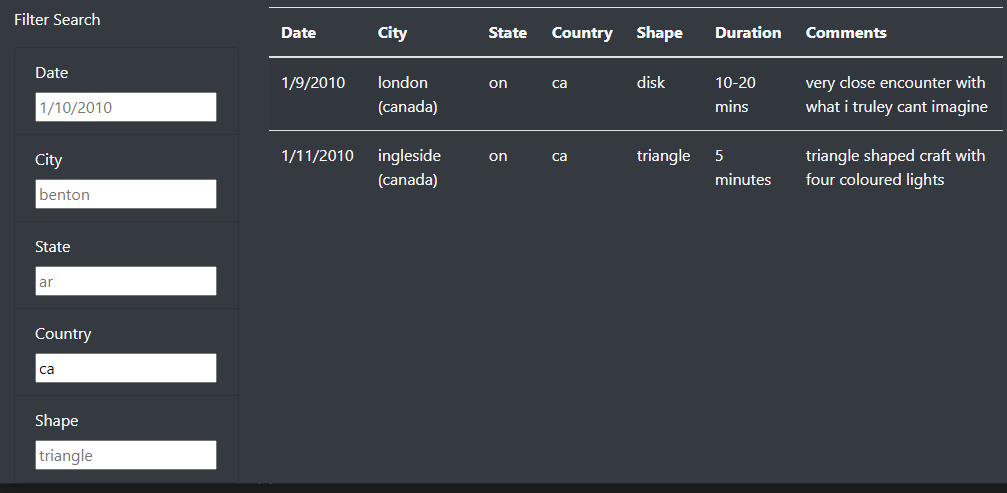 Filter Search
Date
1/10/2010
City
benton
State
ar
Country
ca
Shape
triangle
Date City State Country Shape Duration Comments
1/9/2010 london on ca disk 10-20 very close encounter with
(canada) mins what i truley cant imagine
1/11/2010 ingleside on ca triangle 5 triangle shaped craft with
(canada) minutes four coloured lights